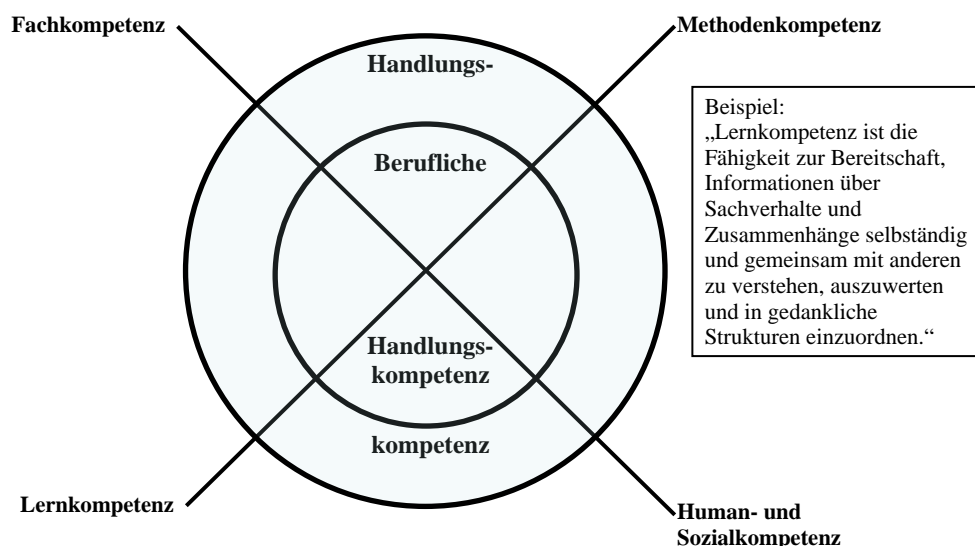 Fachkompetenz
Methodenkompetenz
Handlungs-
Berufliche
Handlungs-
kompetenz
kompetenz
Beispiel:
„Lernkompetenz ist die
Fähigkeit zur Bereitschaft,
Informationen über
Sachverhalte und
Zusammenhänge selbständig
und gemeinsam mit anderen
zu verstehen, auszuwerten
und in gedankliche
Strukturen einzuordnen.“
Lernkompetenz
Human- und
Sozialkompetenz